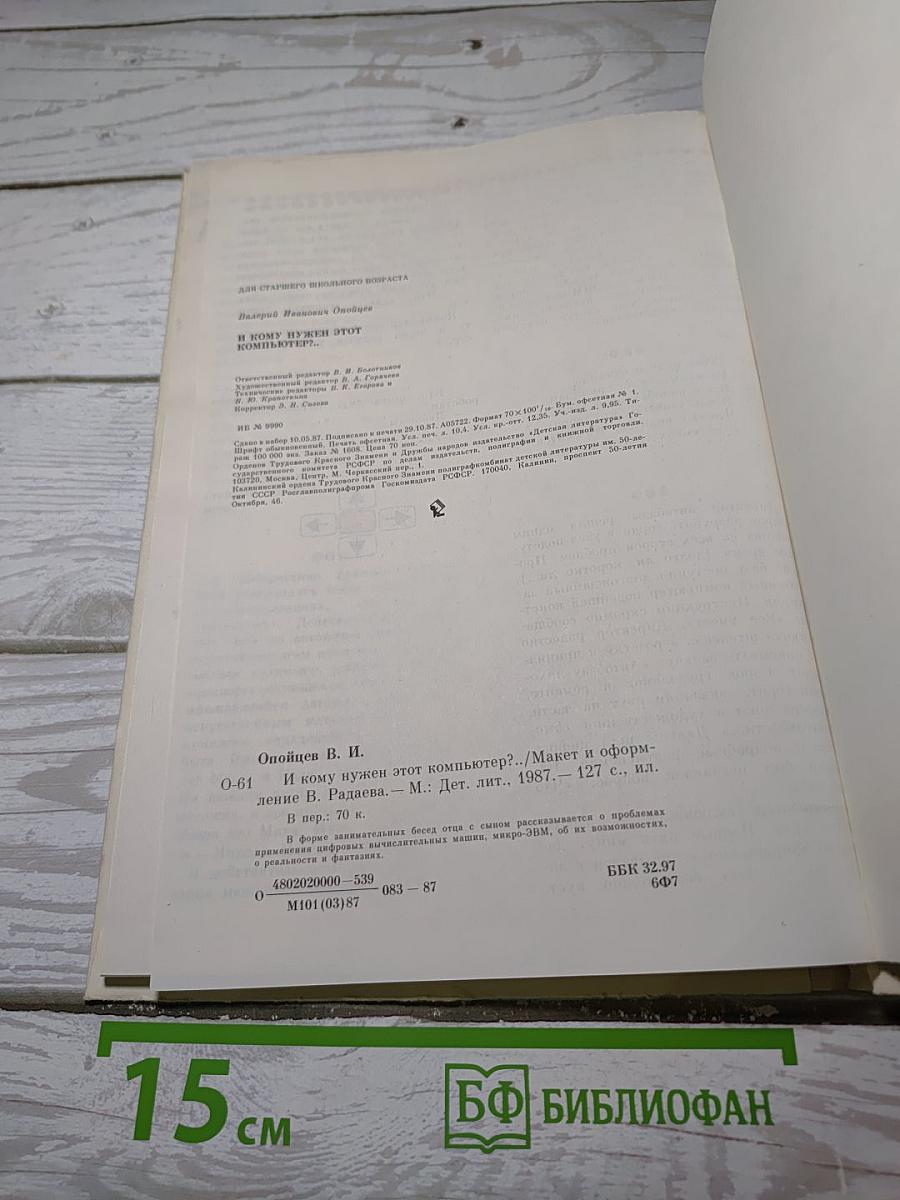 ДЛЯ СТАРШЕГО ШКОЛЬНОГО ВОЗРАСТА
Валерий Иванович Опойцев
И КОМУ НУЖЕН ЭТОТ
КОМПЬЮТЕР?..
Ответственный редактор В. И. Болотников
Художественный редактор В. А. Горячева
Технические редакторы В. К. Егорова и
И. Ю. Кропоткина
Корректор Э. Н. Сизова
ИБ № 9990
Сдано в набор 10.05.87. Подписано к печати 29.10.87. А05722. Формат 70×100¹/₁₆. Бум. офсетная № 1.
Шрифт обыкновенный. Печать офсетная. Усл. печ. л. 10,4. Усл. кр.-отт. 12,35. Уч.-изд. л. 9,95. Ти-
раж 100 000 экз. Заказ № 1608. Цена 70 коп.
Орденов Трудового Красного Знамени и Дружбы народов издательство «Детская литература» Го-
сударственного комитета РСФСР по делам издательств, полиграфии и книжной торговли.
103720, Москва, Центр, М. Черкасский пер., 1.
Калининский ордена Трудового Красного Знамени полиграфкомбинат детской литературы им. 50-ле-
тия СССР Росглавполиграфпрома Госкомиздата РСФСР. 170040, Калинин, проспект 50-летия
Октября, 46.
Опойцев В. И.
О-61 И кому нужен этот компьютер?../Макет и оформ-
ление В. Радаева.— М.: Дет. лит., 1987.— 127 с., ил.
В пер.: 70 к.
В форме занимательных бесед отца с сыном рассказывается о проблемах
применения цифровых вычислительных машин, микро-ЭВМ, об их возможностях,
о реальности и фантазиях.
О 4802020000—539 083 — 87
М101(03)87
ББК 32.97
6Ф7
15 см
БФ БИБЛИОФАН